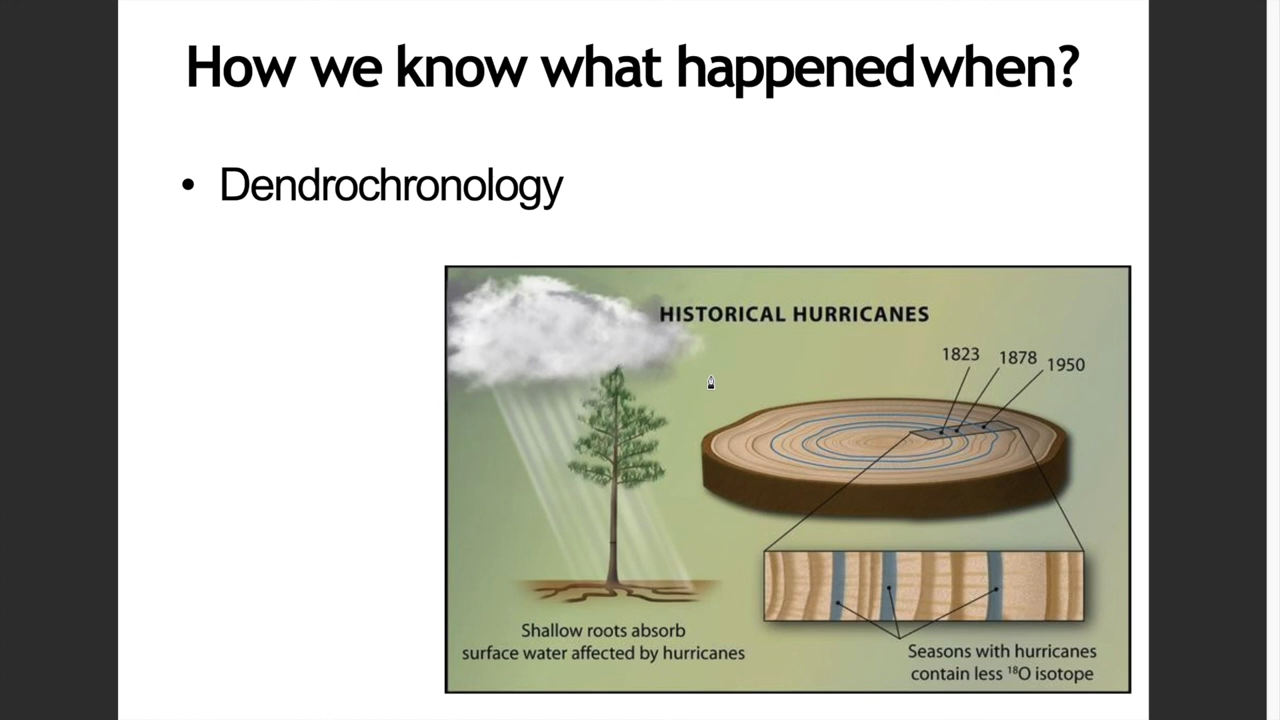 How we know what happened when?
• Dendrochronology
HISTORICAL HURRICANES
1823
1878
1950
Shallow roots absorb
surface water affected by hurricanes
Seasons with hurricanes
contain less ¹⁸O isotope